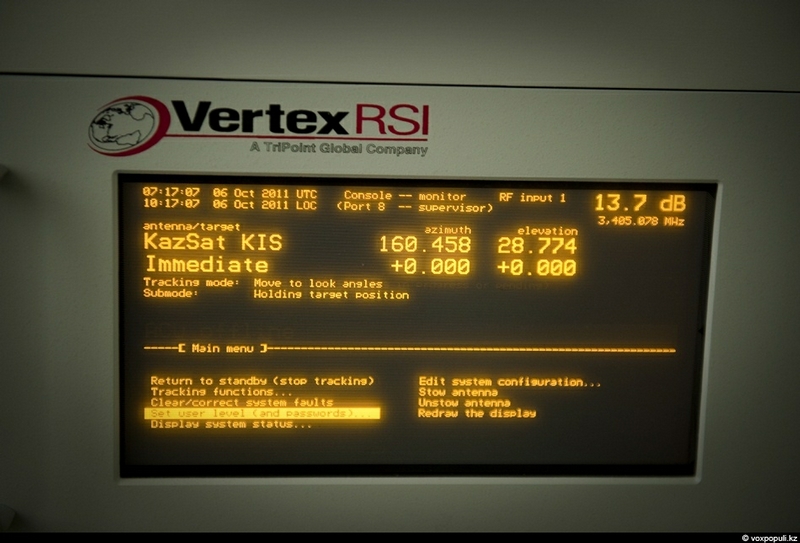 VertexRSI
A TriPoint Global Company
07:17:07 06 Oct 2011 UTC Console -- monitor RF input 1 13.7 dB
10:17:07 06 Oct 2011 LOC (Port 8 -- supervisor) 3,405.078 MHz
antenna/target azimuth elevation
KazSat KIS 160.458 28.774
Immediate +0.000 +0.000
Tracking mode: Move to look angles
Submode: Holding target position
-----[ Main menu ]-----
Return to standby (stop tracking) Edit system configuration...
Tracking functions... Stow antenna
Clear/correct system faults Unstow antenna
Set user level (and passwords)... Redraw the display
Display system status...
© voxpopuli.kz